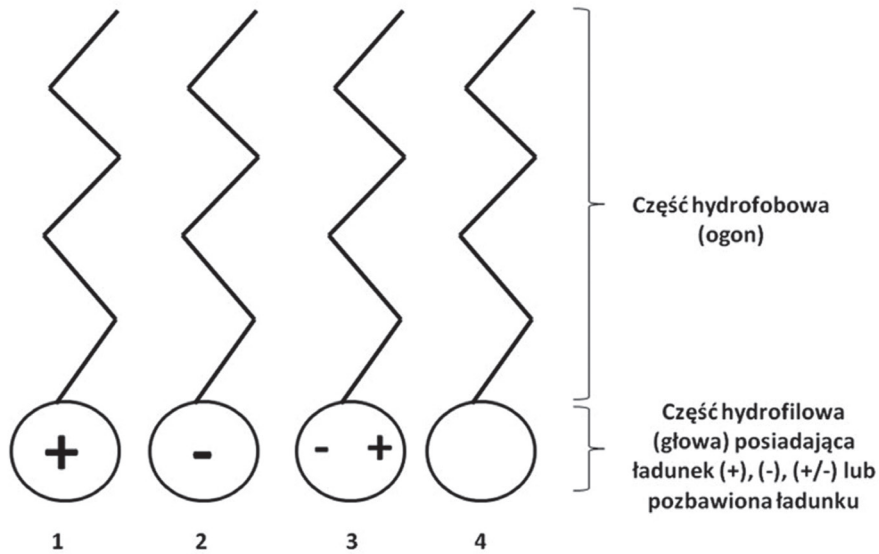 Część hydrofobowa
(ogon)
+
-
- +
Część hydrofilowa
(głowa) posiadająca
ładunek (+), (-), (+/-) lub
pozbawiona ładunku
1 2 3 4